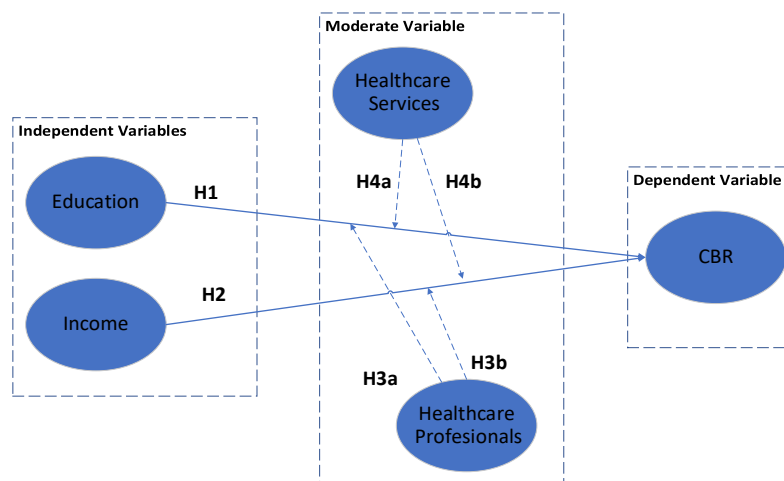 Moderate Variable
Healthcare
Services
Independent Variables
H4a
H4b
Dependent Variable
Education
H1
CBR
H2
Income
H3a
H3b
Healthcare
Profesionals